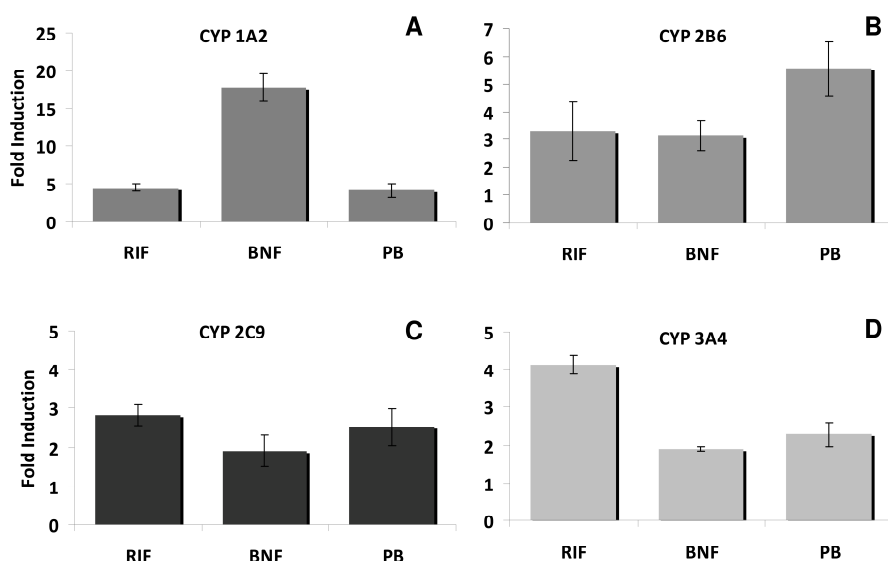 A
CYP 1A2
Fold Induction
25
20
15
10
5
0
RIF BNF PB
B
CYP 2B6
7
6
5
4
3
2
1
0
RIF BNF PB
C
CYP 2C9
Fold Induction
5
4
3
2
1
0
RIF BNF PB
D
CYP 3A4
5
4
3
2
1
0
RIF BNF PB